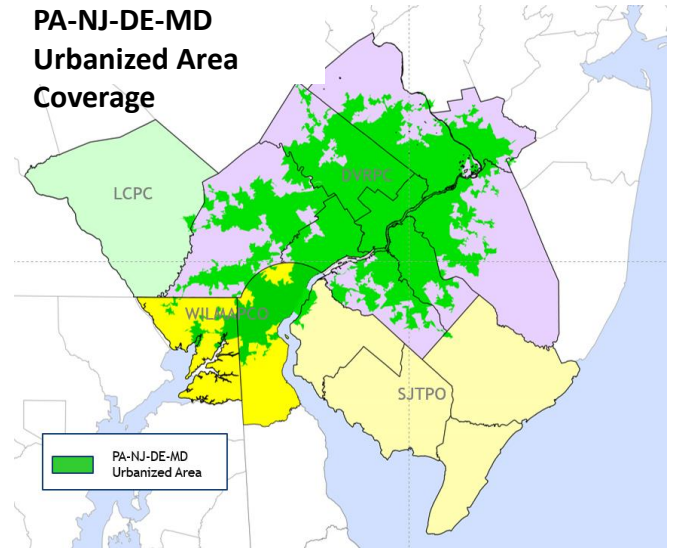 PA-NJ-DE-MD
Urbanized Area
Coverage
DVRPC
LCPC
WILMAPCO
SJTPO
PA-NJ-DE-MD
Urbanized Area